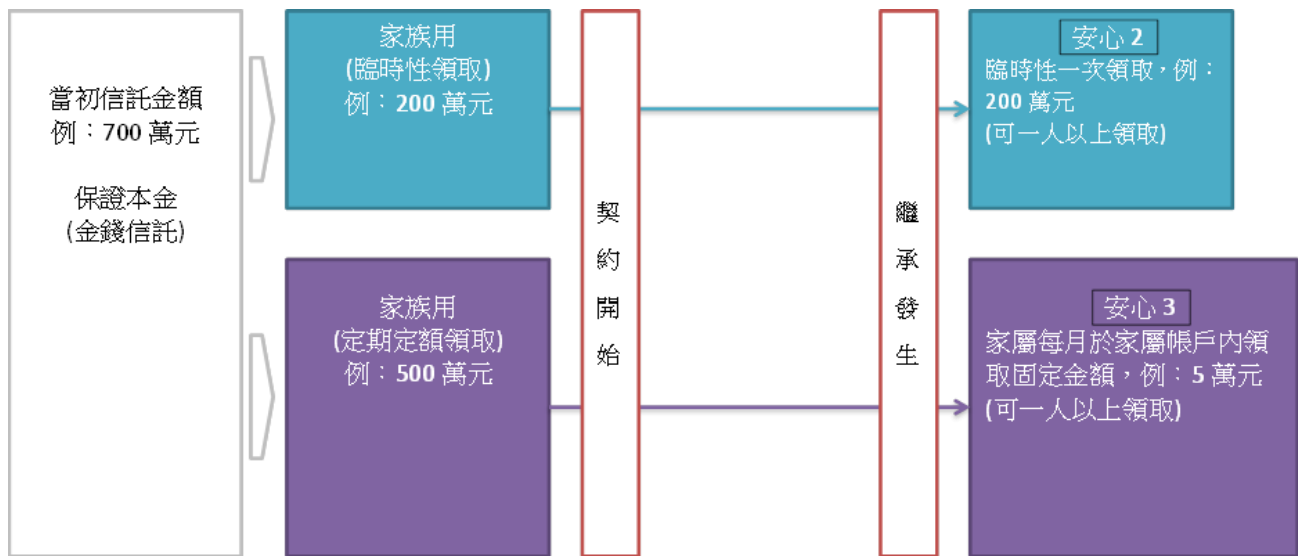 當初信託金額
例：700 萬元
保證本金
(金錢信託)
家族用
(臨時性領取)
例：200 萬元
家族用
(定期定額領取)
例：500 萬元
契約開始
繼承發生
安心 2
臨時性一次領取，例：
200 萬元
(可一人以上領取)
安心 3
家屬每月於家屬帳戶內領
取固定金額，例：5 萬元
(可一人以上領取)